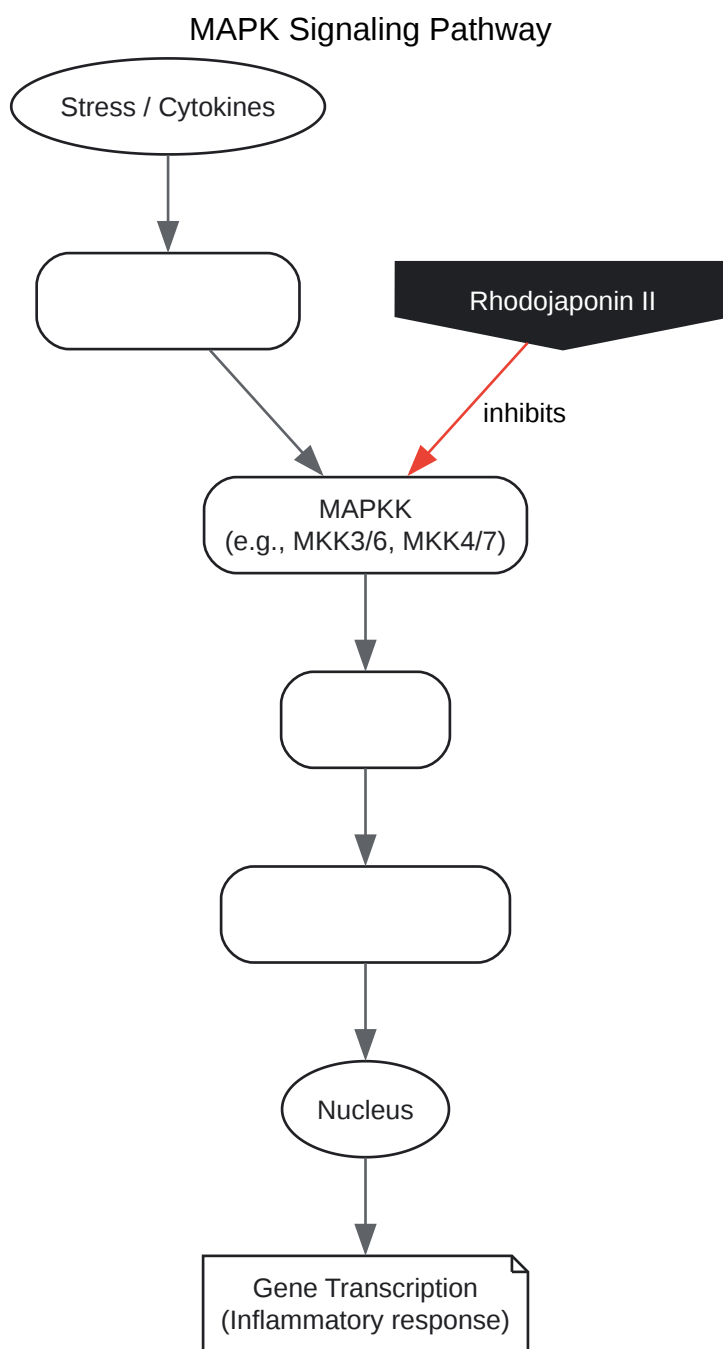 MAPK Signaling Pathway
Stress / Cytokines
Rhodojaponin II
inhibits
MAPKK
(e.g., MKK3/6, MKK4/7)
Nucleus
Gene Transcription
(Inflammatory response)